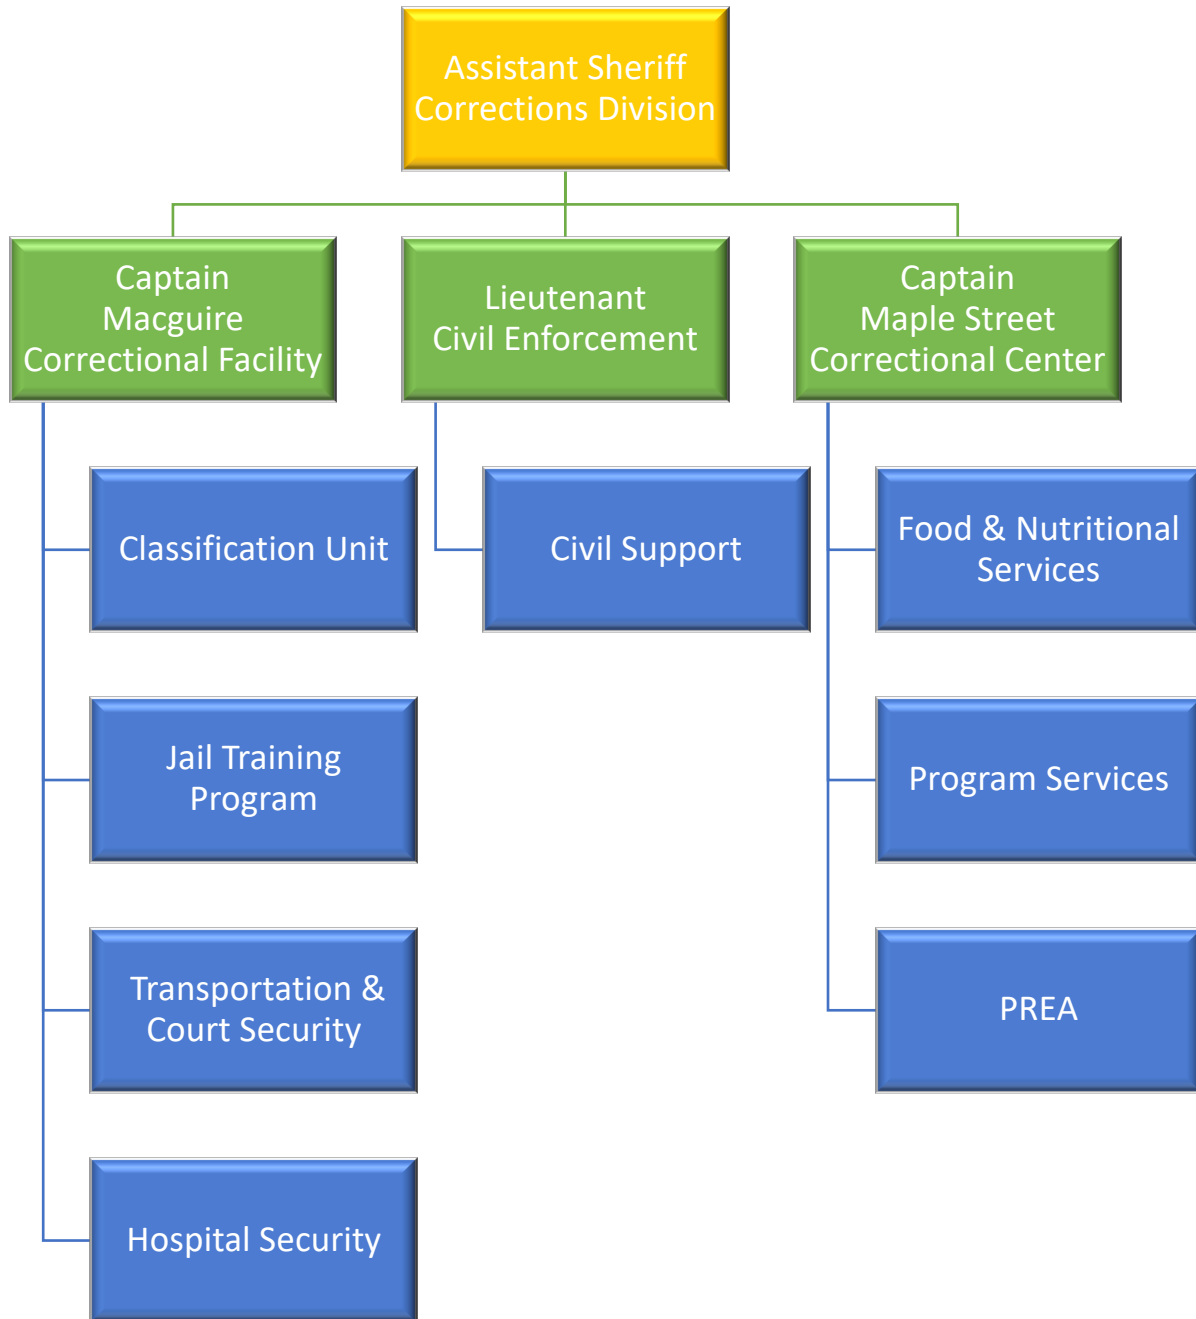 Assistant Sheriff
Corrections Division
Captain
Macguire
Correctional Facility
Lieutenant
Civil Enforcement
Captain
Maple Street
Correctional Center
Classification Unit
Civil Support
Food & Nutritional
Services
Jail Training
Program
Program Services
Transportation &
Court Security
PREA
Hospital Security